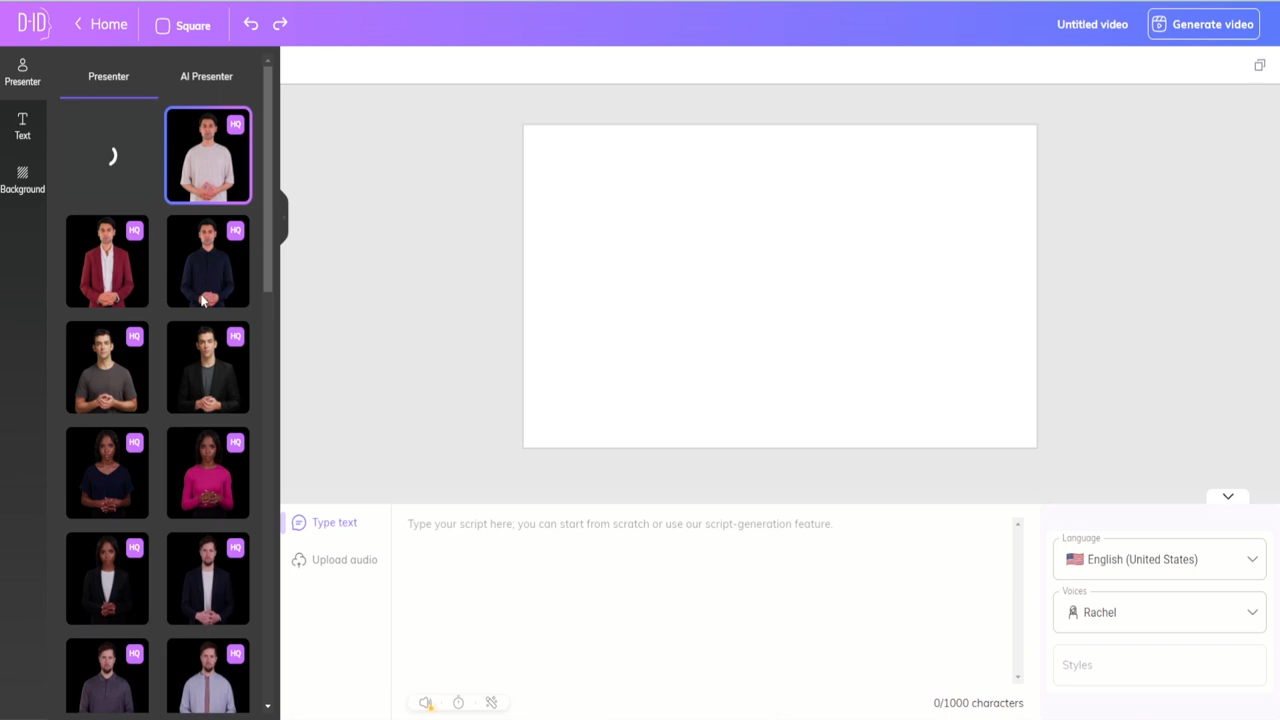 D-ID
Home
Square
Untitled video
Generate video
Presenter
Text
Background
Presenter
AI Presenter
HQ
HQ
HQ
HQ
HQ
HQ
HQ
HQ
HQ
HQ
HQ
Type text
Upload audio
Type your script here; you can start from scratch or use our script-generation feature.
0/1000 characters
Language
English (United States)
Voices
Rachel
Styles